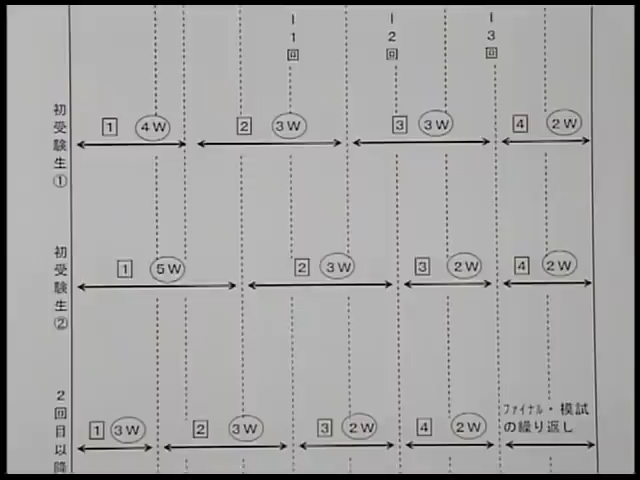 ー ー ー
1 2 3
回 回 回
初受験生①
1 4W 2 3W 3 3W 4 2W
初受験生②
1 5W 2 3W 3 2W 4 2W
2回目以降
1 3W 2 3W 3 2W 4 2W
ファイナル・模試
の繰り返し